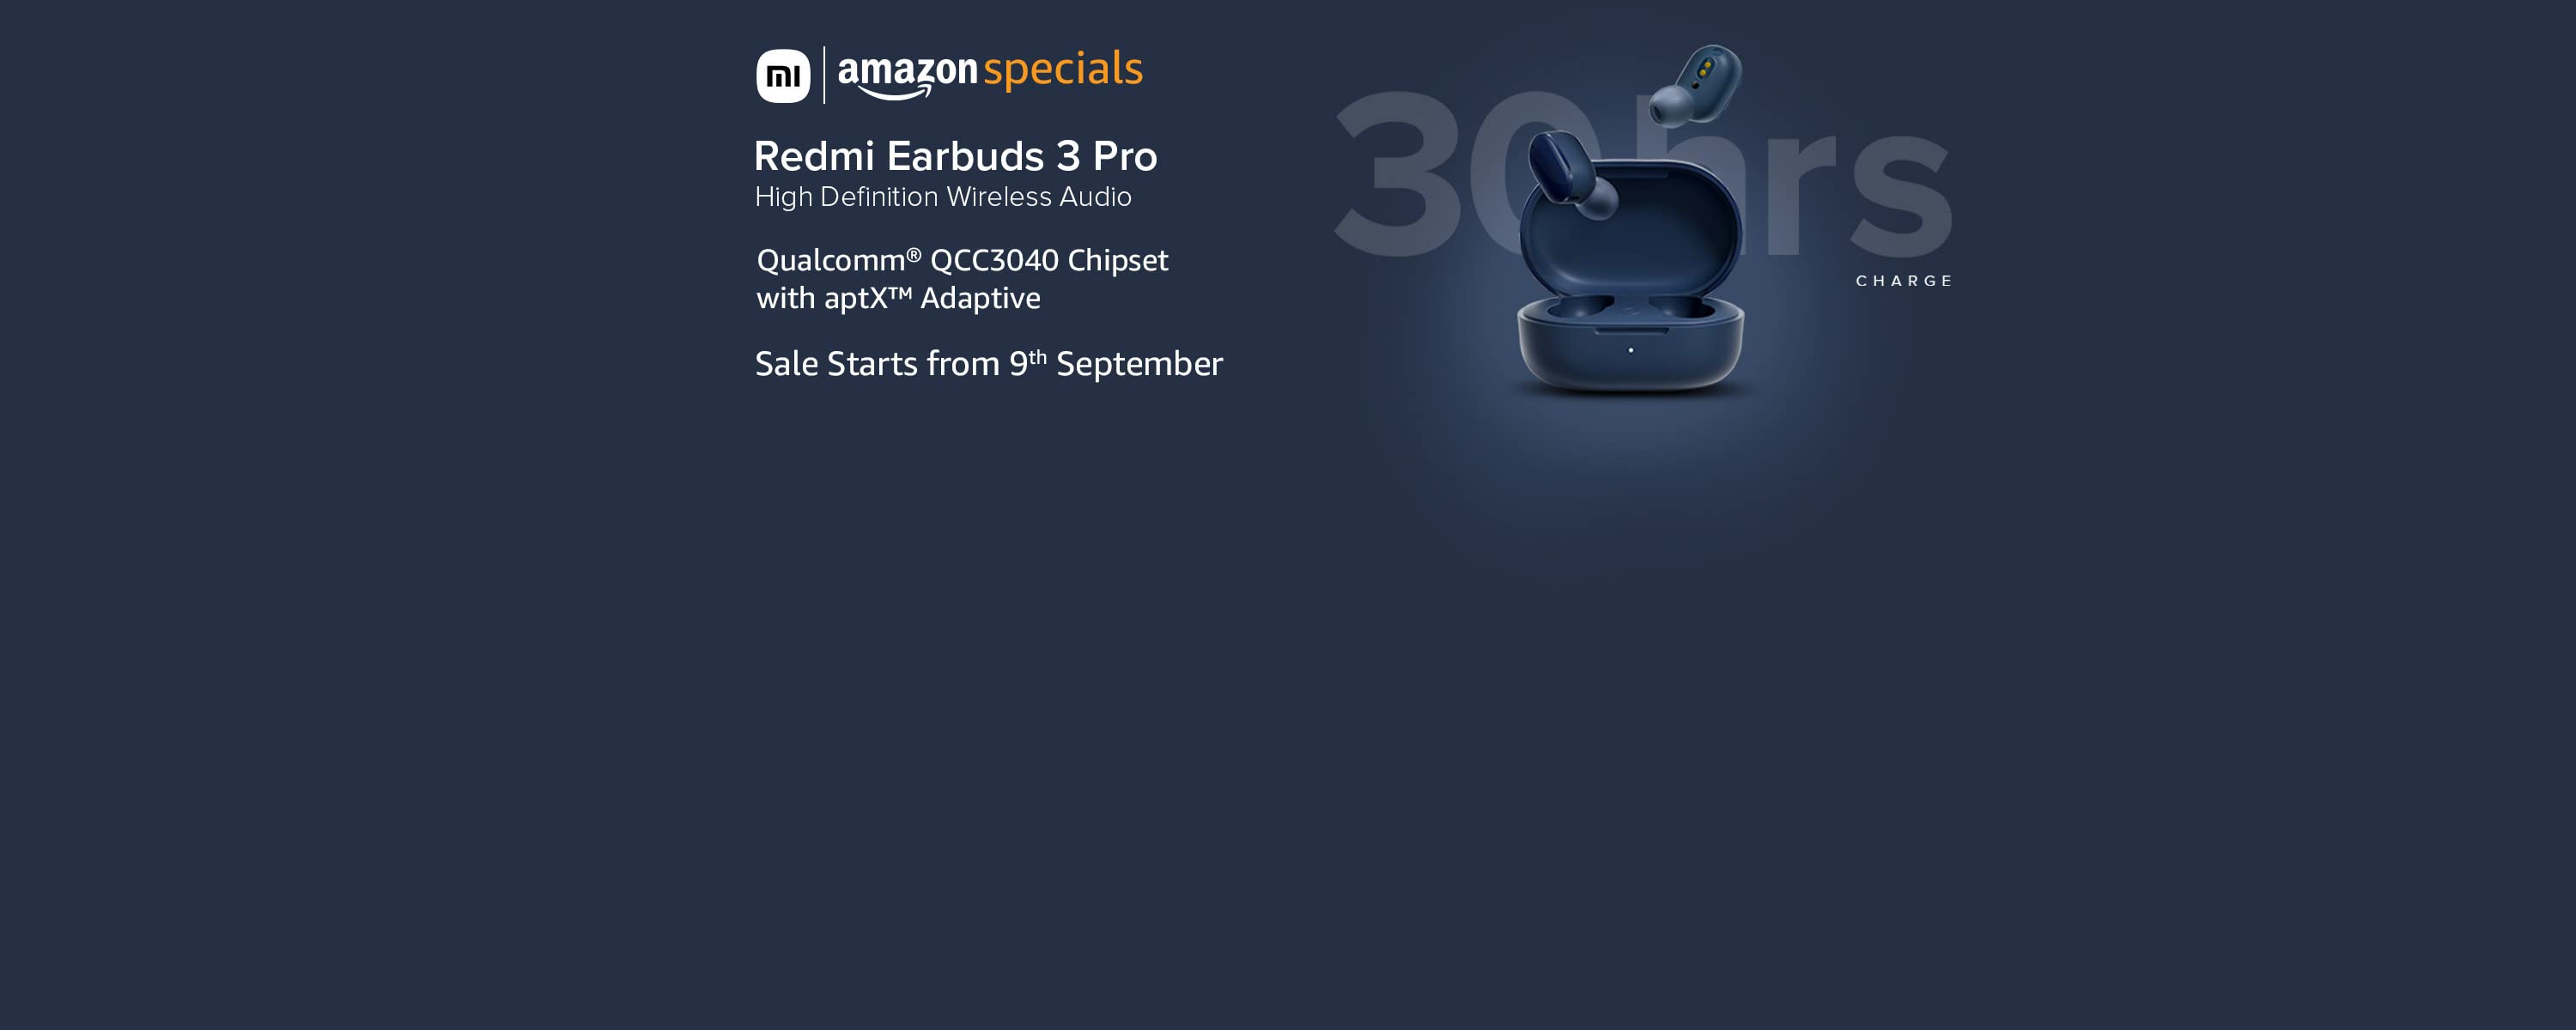 mi
amazon specials
Redmi Earbuds 3 Pro
High Definition Wireless Audio
Qualcomm® QCC3040 Chipset
with aptX™ Adaptive
Sale Starts from 9th September
30hrs
CHARGE